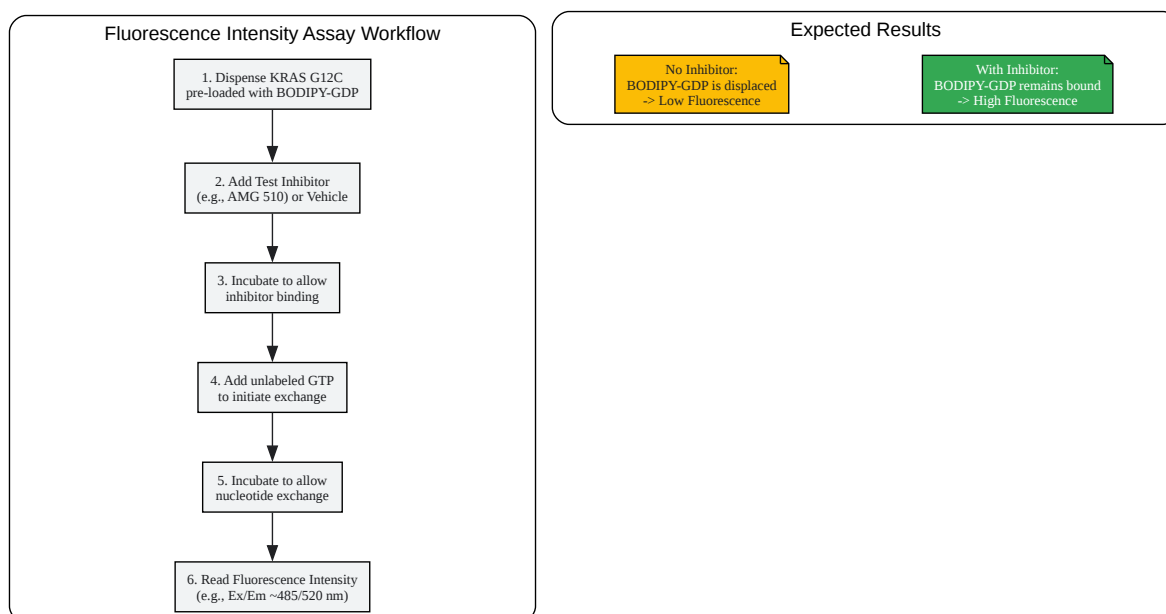 Fluorescence Intensity Assay Workflow
1. Dispense KRAS G12C
pre-loaded with BODIPY-GDP
2. Add Test Inhibitor
(e.g., AMG 510) or Vehicle
3. Incubate to allow
inhibitor binding
4. Add unlabeled GTP
to initiate exchange
5. Incubate to allow
nucleotide exchange
6. Read Fluorescence Intensity
(e.g., Ex/Em ~485/520 nm)
Expected Results
No Inhibitor:
BODIPY-GDP is displaced
-> Low Fluorescence
With Inhibitor:
BODIPY-GDP remains bound
-> High Fluorescence